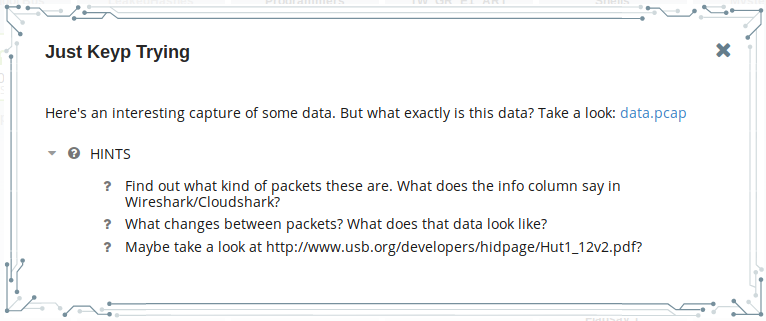 Just Keyp Trying
Here's an interesting capture of some data. But what exactly is this data? Take a look: data.pcap
HINTS
? Find out what kind of packets these are. What does the info column say in
Wireshark/Cloudshark?
? What changes between packets? What does that data look like?
? Maybe take a look at http://www.usb.org/developers/hidpage/Hut1_12v2.pdf?